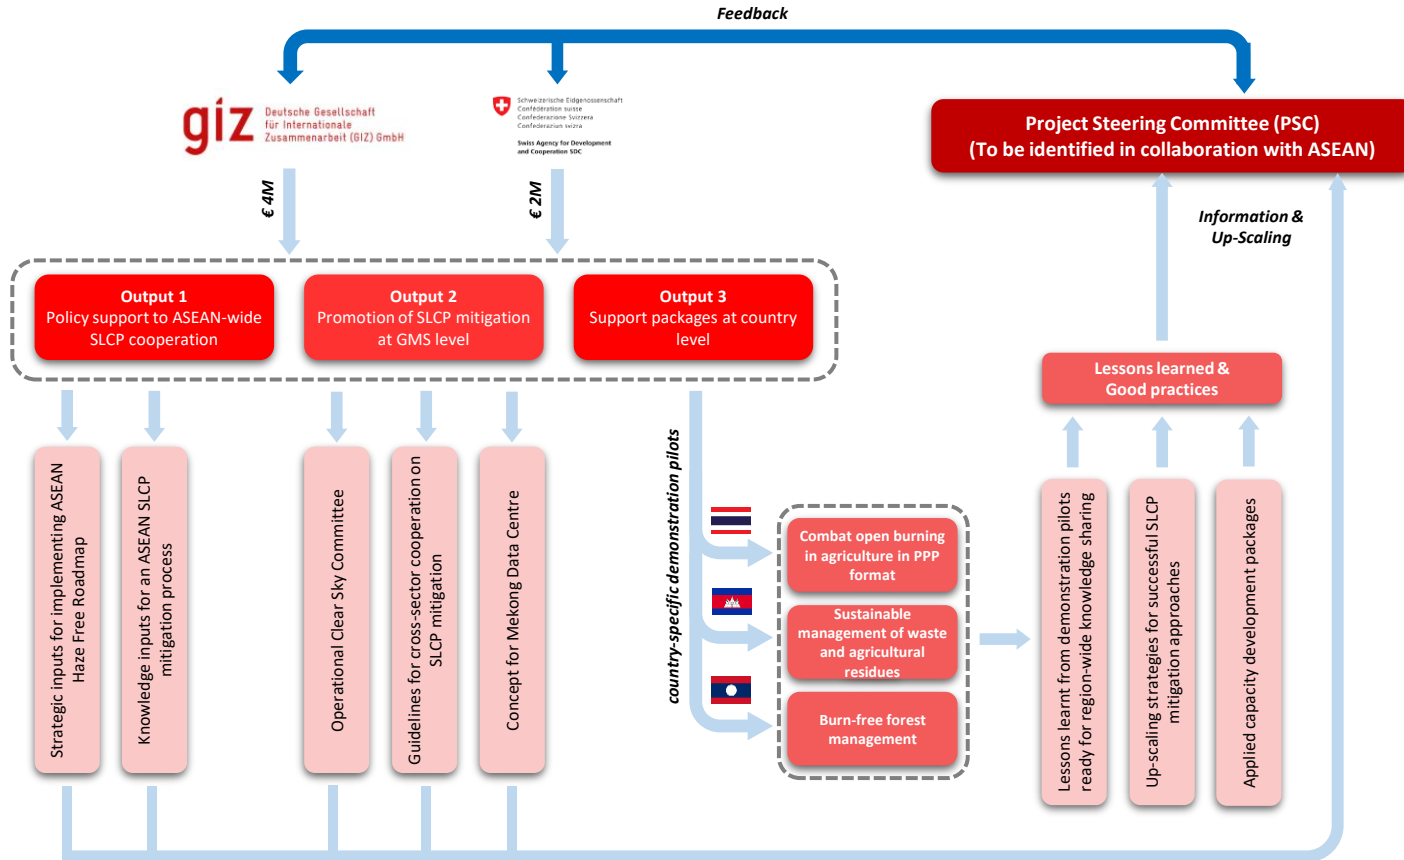 Feedback
giz
Deutsche Gesellschaft
für Internationale
Zusammenarbeit (GIZ) GmbH
Schweizerische Eidgenossenschaft
Confédération suisse
Confederazione Svizzera
Confederaziun svizra
Swiss Agency for Development
and Cooperation SDC
Project Steering Committee (PSC)
(To be identified in collaboration with ASEAN)
€ 4M
€ 2M
Information &
Up-Scaling
Output 1
Policy support to ASEAN-wide
SLCP cooperation
Output 2
Promotion of SLCP mitigation
at GMS level
Output 3
Support packages at country
level
Lessons learned &
Good practices
Strategic inputs for implementing ASEAN
Haze Free Roadmap
Knowledge inputs for an ASEAN SLCP
mitigation process
Operational Clear Sky Committee
Guidelines for cross-sector cooperation on
SLCP mitigation
Concept for Mekong Data Centre
country-specific demonstration pilots
Combat open burning
in agriculture in PPP
format
Sustainable
management of waste
and agricultural
residues
Burn-free forest
management
Lessons learnt from demonstration pilots
ready for region-wide knowledge sharing
Up-scaling strategies for successful SLCP
mitigation approaches
Applied capacity development packages